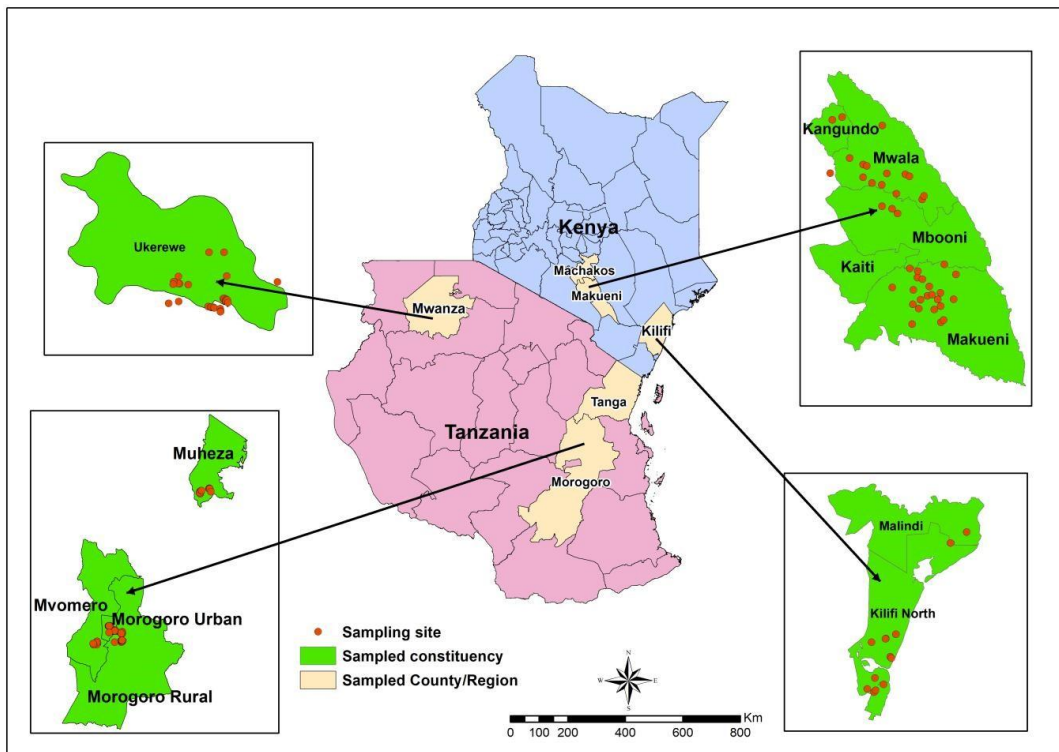 Kangundo
Mwala
Mbooni
Kaiti
Makueni
Ukerewe
Kenya
Machakos
Makueni
Mwanza
Kilifi
Tanga
Tanzania
Morogoro
Muheza
Mvomero
Morogoro Urban
Morogoro Rural
Malindi
Kilifi North
Sampling site
Sampled constituency
Sampled County/Region
N
W E
S
Km
0 100 200 400 600 800